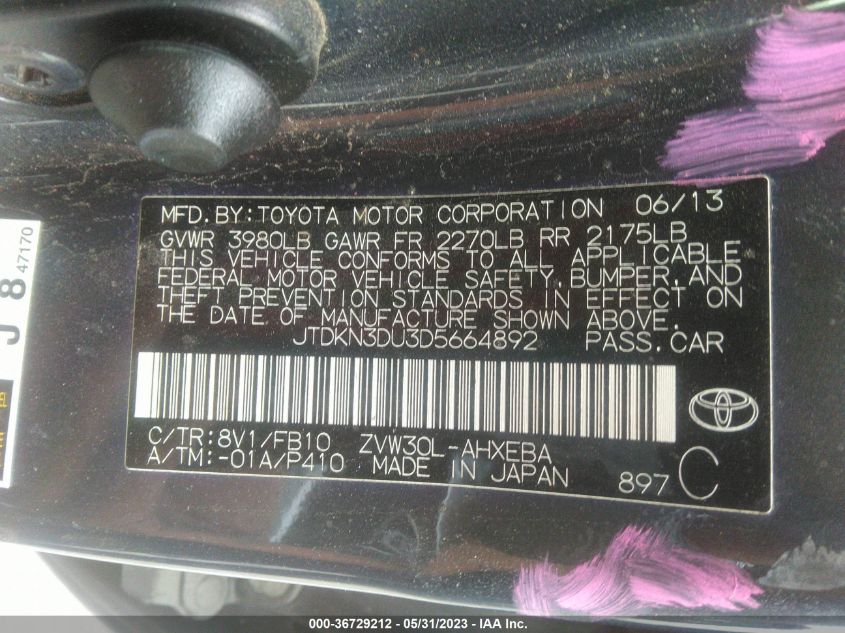 MFD.BY:TOYOTA MOTOR CORPORATION 06/13
GVWR 3980LB GAWR FR 2270LB RR 2175LB
THIS VEHICLE CONFORMS TO ALL APPLICABLE
FEDERAL MOTOR VEHICLE SAFETY,BUMPER,AND
THEFT PREVENTION STANDARDS IN EFFECT ON
THE DATE OF MANUFACTURE SHOWN ABOVE.
JTDKN3DU3D5664892 PASS.CAR
C/TR:8V1/FB10 ZVW30L-AHXEBA
A/TM:-01A/P410 MADE IN JAPAN 897 C
J 8 47170
000-36729212 - 05/31/2023 - IAA Inc.